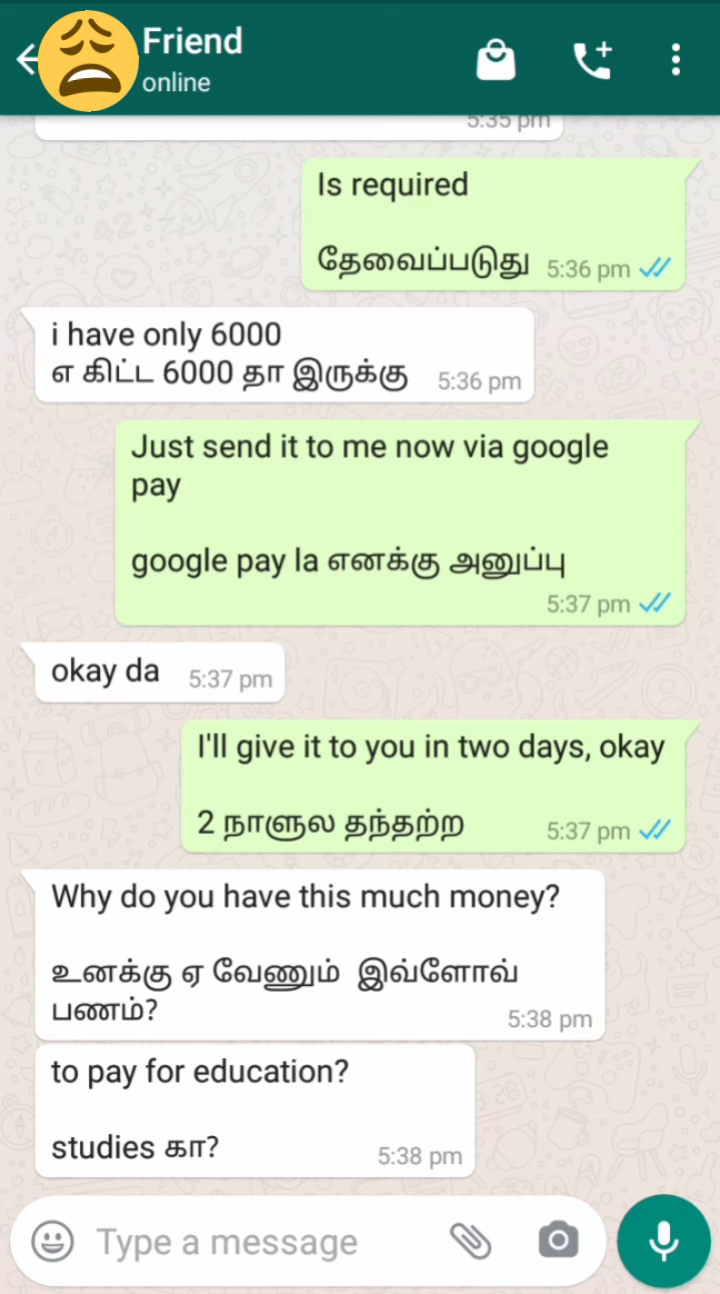 Friend
online
5:35 pm
Is required
தேவைப்படுது 5:36 pm
i have only 6000
எ கிட்ட 6000 தா இருக்கு 5:36 pm
Just send it to me now via google
pay
google pay la எனக்கு அனுப்பு
5:37 pm
okay da 5:37 pm
I'll give it to you in two days, okay
2 நாளுல தந்தற்ற 5:37 pm
Why do you have this much money?
உனக்கு ஏ வேணும் இவ்ளோவ்
பணம்?
5:38 pm
to pay for education?
studies கா? 5:38 pm
Type a message